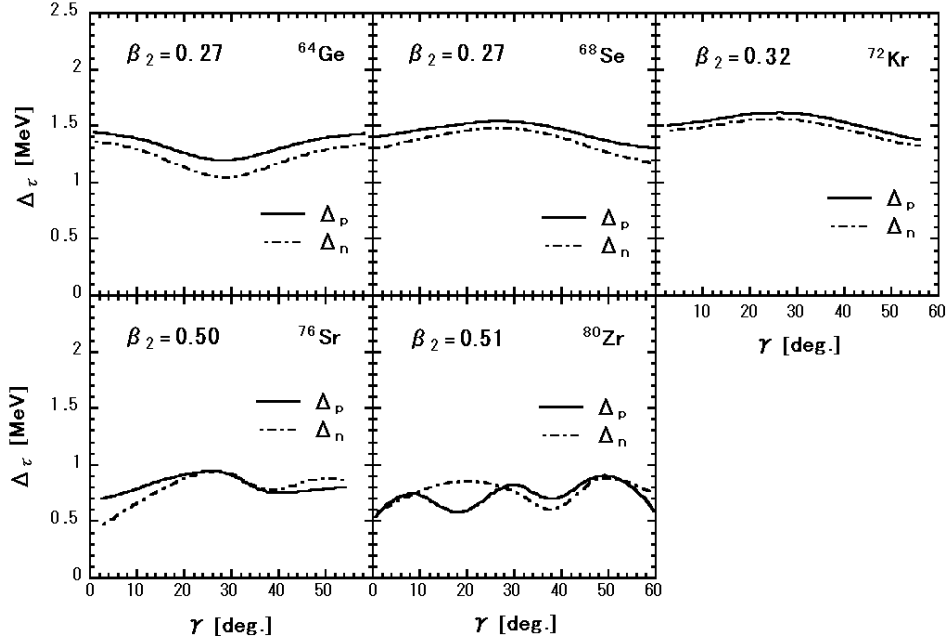 2.5
β₂=0.27 ⁶⁴Ge
β₂=0.27 ⁶⁸Se
β₂=0.32 ⁷²Kr
2
1.5
1
0.5
0
Δτ [MeV]
Δp
Δn
Δp
Δn
Δp
Δn
10 20 30 40 50 60
γ [deg.]
β₂=0.50 ⁷⁶Sr
β₂=0.51 ⁸⁰Zr
2
1.5
1
0.5
0
Δτ [MeV]
Δp
Δn
Δp
Δn
0 10 20 30 40 50 0 10 20 30 40 50 60
γ [deg.] γ [deg.]